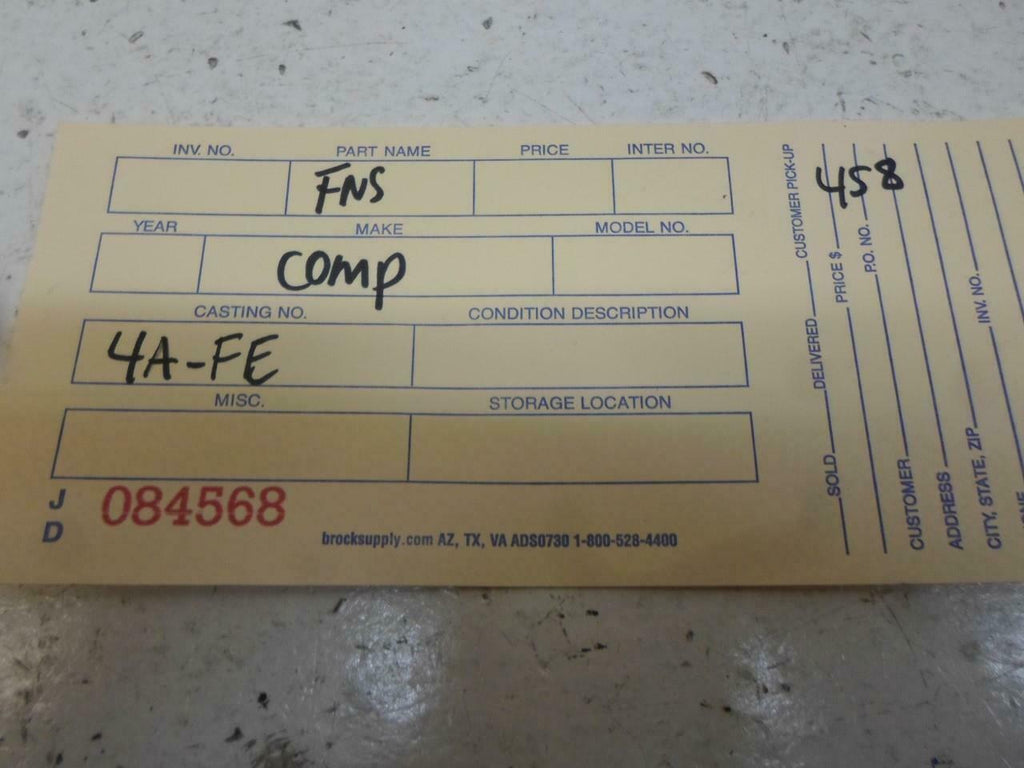 INV. NO. PART NAME PRICE INTER NO.
FNS
YEAR MAKE MODEL NO.
comp
CASTING NO. CONDITION DESCRIPTION
4A-FE
MISC. STORAGE LOCATION
J
D
084568
brocksupply.com AZ, TX, VA ADS0730 1-800-528-4400
458
SOLD DELIVERED CUSTOMER PICK-UP
PRICE $
P.O. NO.
CUSTOMER
ADDRESS
CITY, STATE, ZIP INV. NO.